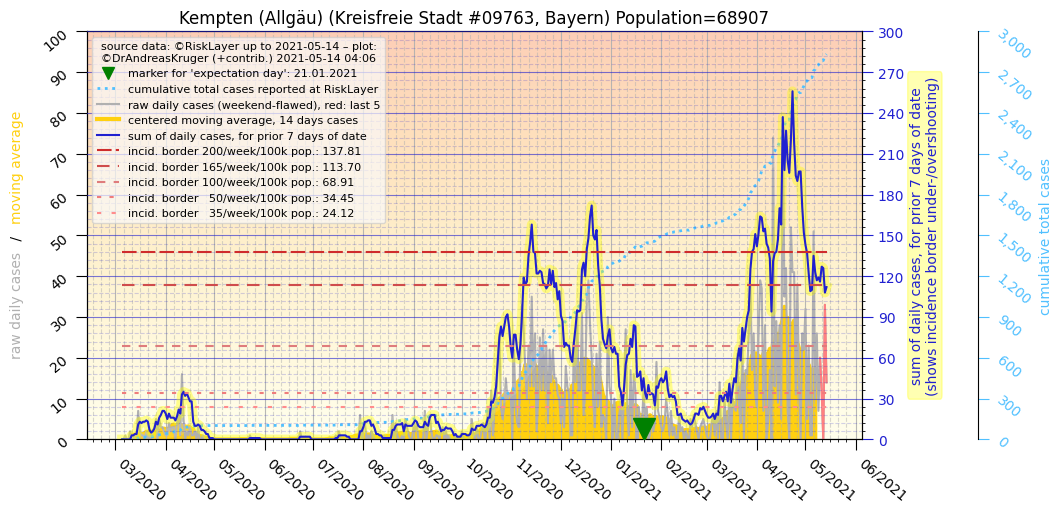 Kempten (Allgäu) (Kreisfreie Stadt #09763, Bayern) Population=68907
source data: ©RiskLayer up to 2021-05-14 – plot:
©DrAndreasKruger (+contrib.) 2021-05-14 04:06
marker for 'expectation day': 21.01.2021
cumulative total cases reported at RiskLayer
raw daily cases (weekend-flawed), red: last 5
centered moving average, 14 days cases
sum of daily cases, for prior 7 days of date
incid. border 200/week/100k pop.: 137.81
incid. border 165/week/100k pop.: 113.70
incid. border 100/week/100k pop.: 68.91
incid. border   50/week/100k pop.: 34.45
incid. border   35/week/100k pop.: 24.12
raw daily cases / moving average
100
90
80
70
60
50
40
30
20
10
0
03/2020
04/2020
05/2020
06/2020
07/2020
08/2020
09/2020
10/2020
11/2020
12/2020
01/2021
02/2021
03/2021
04/2021
05/2021
06/2021
300
270
240
210
180
150
120
90
60
30
0
sum of daily cases, for prior 7 days of date
(shows incidence border under-/overshooting)
3,000
2,700
2,400
2,100
1,800
1,500
1,200
900
600
300
0
cumulative total cases